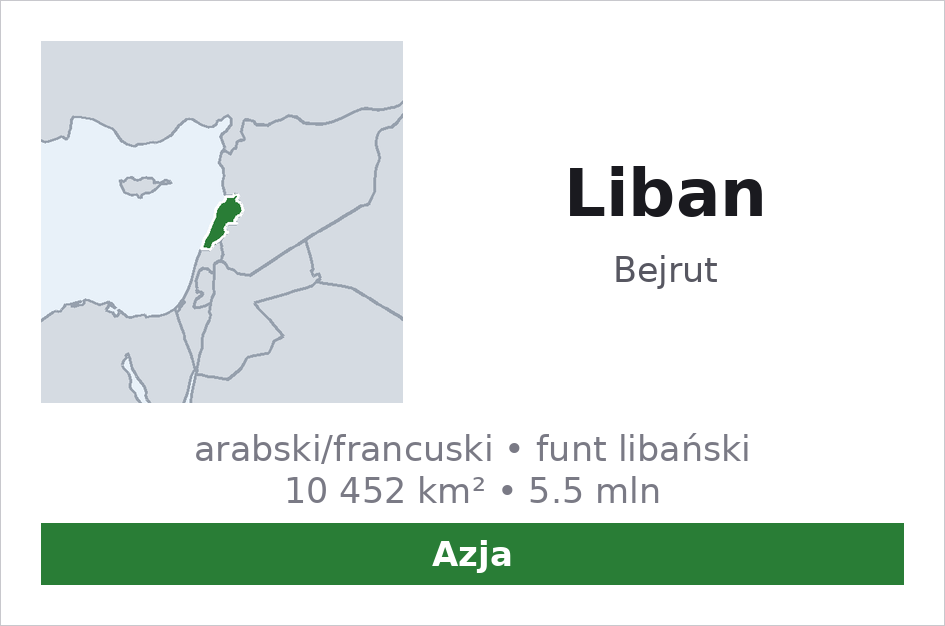 Liban
Bejrut
arabski/francuski • funt libański
10 452 km² • 5.5 mln
Azja